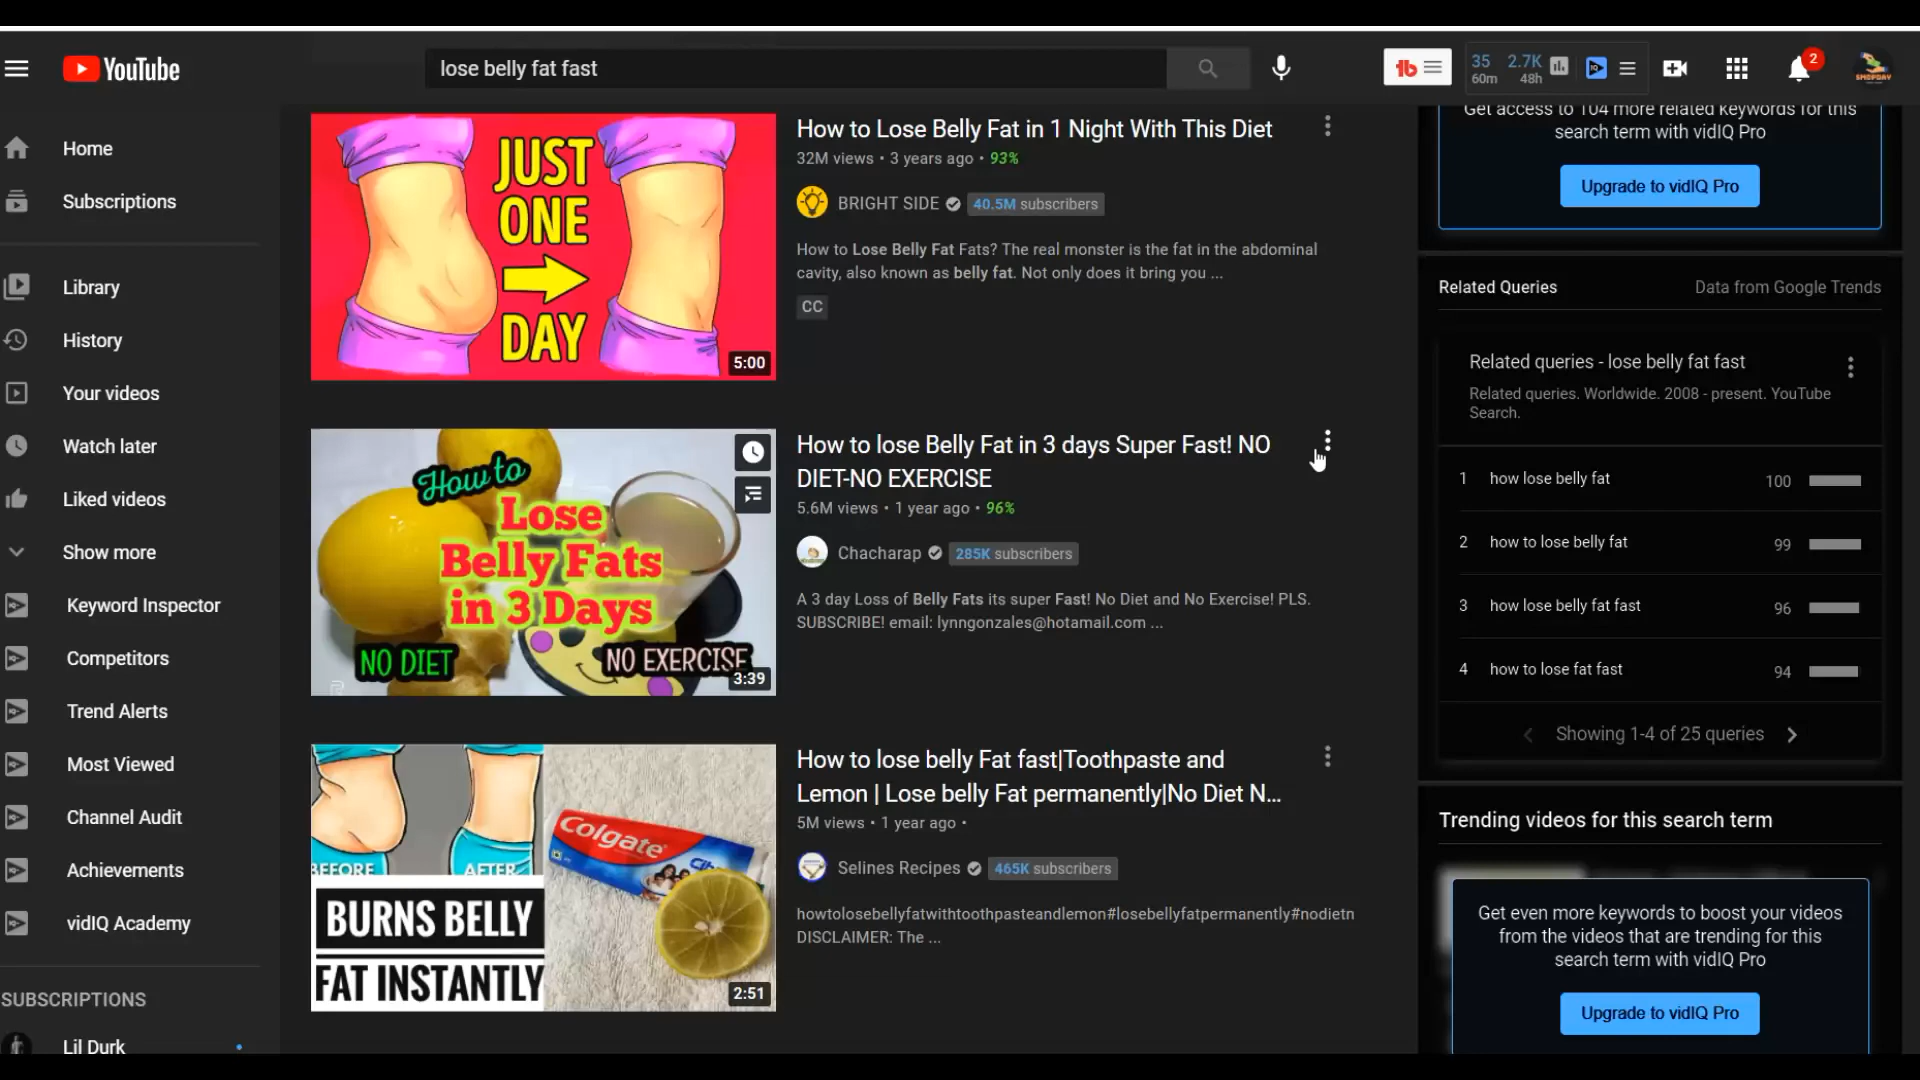 YouTube
lose belly fat fast
35
60m
2.7K
48h
2
Home
Subscriptions
Library
History
Your videos
Watch later
Liked videos
Show more
Keyword Inspector
Competitors
Trend Alerts
Most Viewed
Channel Audit
Achievements
vidIQ Academy
SUBSCRIPTIONS
Lil Durk
JUST
ONE
DAY
5:00
How to Lose Belly Fat in 1 Night With This Diet
32M views • 3 years ago • 93%
BRIGHT SIDE 40.5M subscribers
How to Lose Belly Fat Fats? The real monster is the fat in the abdominal
cavity, also known as belly fat. Not only does it bring you ...
CC
How to
Lose
Belly Fats
in 3 Days
NO DIET
NO EXERCISE
3:39
How to lose Belly Fat in 3 days Super Fast! NO
DIET-NO EXERCISE
5.6M views • 1 year ago • 96%
Chacharap 285K subscribers
A 3 day Loss of Belly Fats its super Fast! No Diet and No Exercise! PLS.
SUBSCRIBE! email: lynngonzales@hotamail.com ...
BEFORE
AFTER
BURNS BELLY
FAT INSTANTLY
Colgate
2:51
How to lose belly Fat fast|Toothpaste and
Lemon | Lose belly Fat permanently|No Diet N...
5M views • 1 year ago •
Selines Recipes 465K subscribers
howtolosebellyfatwithtoothpasteandlemon#losebellyfatpermanently#nodietn
DISCLAIMER: The ...
Get access to 104 more related keywords for this
search term with vidIQ Pro
Upgrade to vidIQ Pro
Related Queries
Data from Google Trends
Related queries - lose belly fat fast
Related queries. Worldwide. 2008 - present. YouTube
Search.
1 how lose belly fat 100
2 how to lose belly fat 99
3 how lose belly fat fast 96
4 how to lose fat fast 94
Showing 1-4 of 25 queries
Trending videos for this search term
Get even more keywords to boost your videos
from the videos that are trending for this
search term with vidIQ Pro
Upgrade to vidIQ Pro